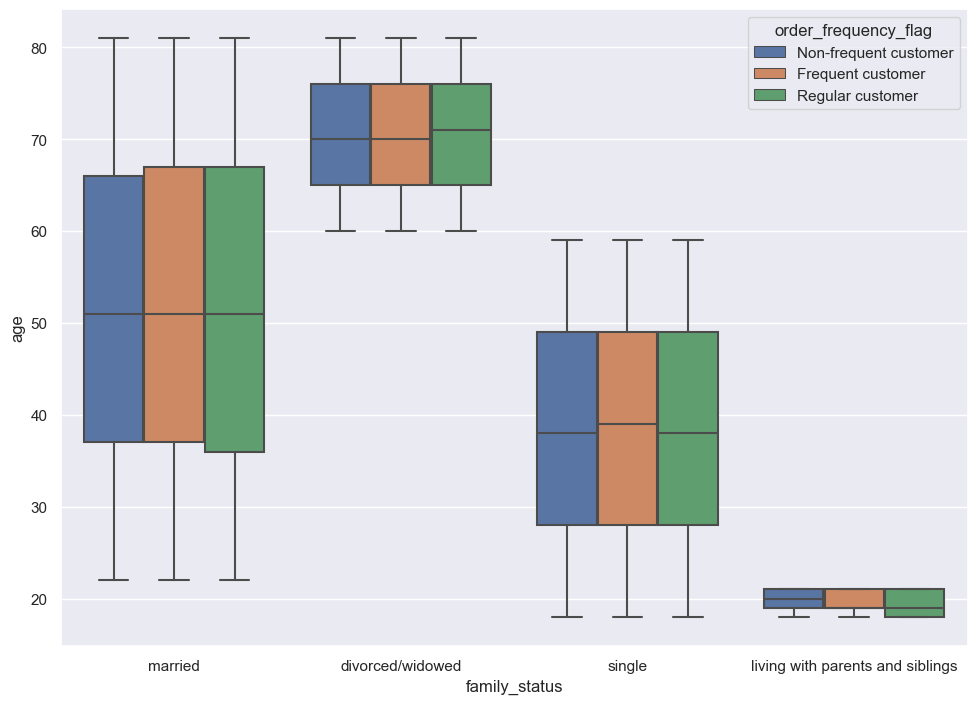 order_frequency_flag
Non-frequent customer
Frequent customer
Regular customer
80
70
60
50
40
30
20
age
married divorced/widowed single living with parents and siblings
family_status